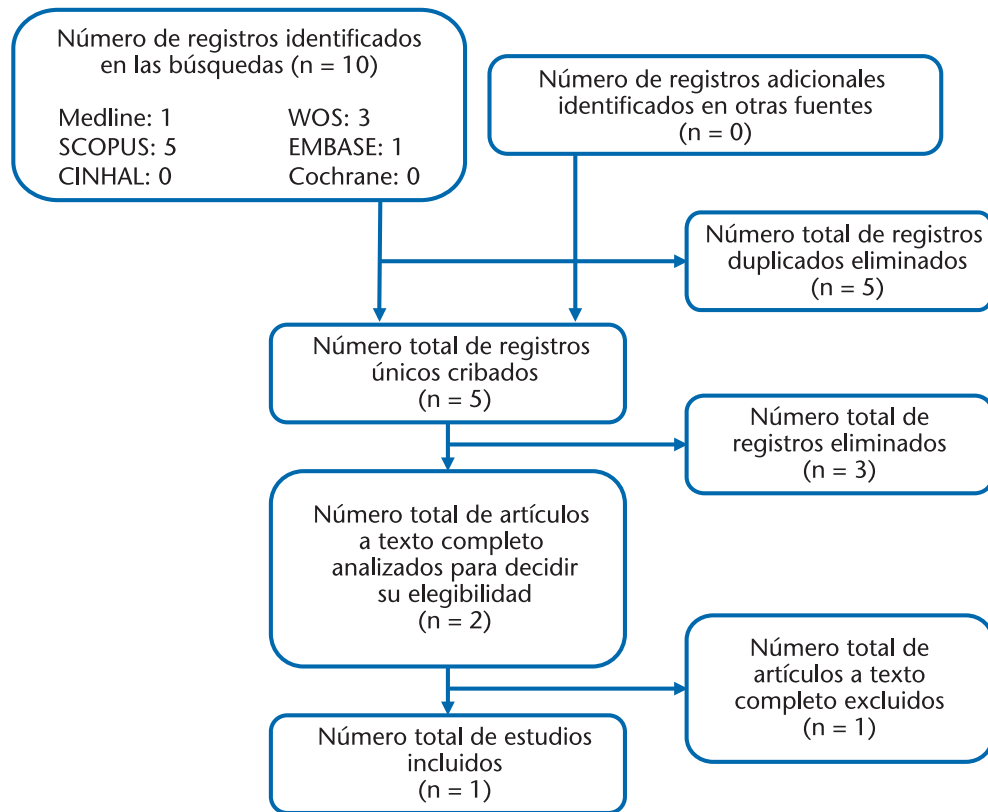 Número de registros identificados
en las búsquedas (n = 10)
Medline: 1 WOS: 3
SCOPUS: 5 EMBASE: 1
CINHAL: 0 Cochrane: 0
Número de registros adicionales
identificados en otras fuentes
(n = 0)
Número total de registros
duplicados eliminados
(n = 5)
Número total de registros
únicos cribados
(n = 5)
Número total de
registros eliminados
(n = 3)
Número total de artículos
a texto completo
analizados para decidir
su elegibilidad
(n = 2)
Número total de
artículos a texto
completo excluidos
(n = 1)
Número total de estudios
incluidos
(n = 1)